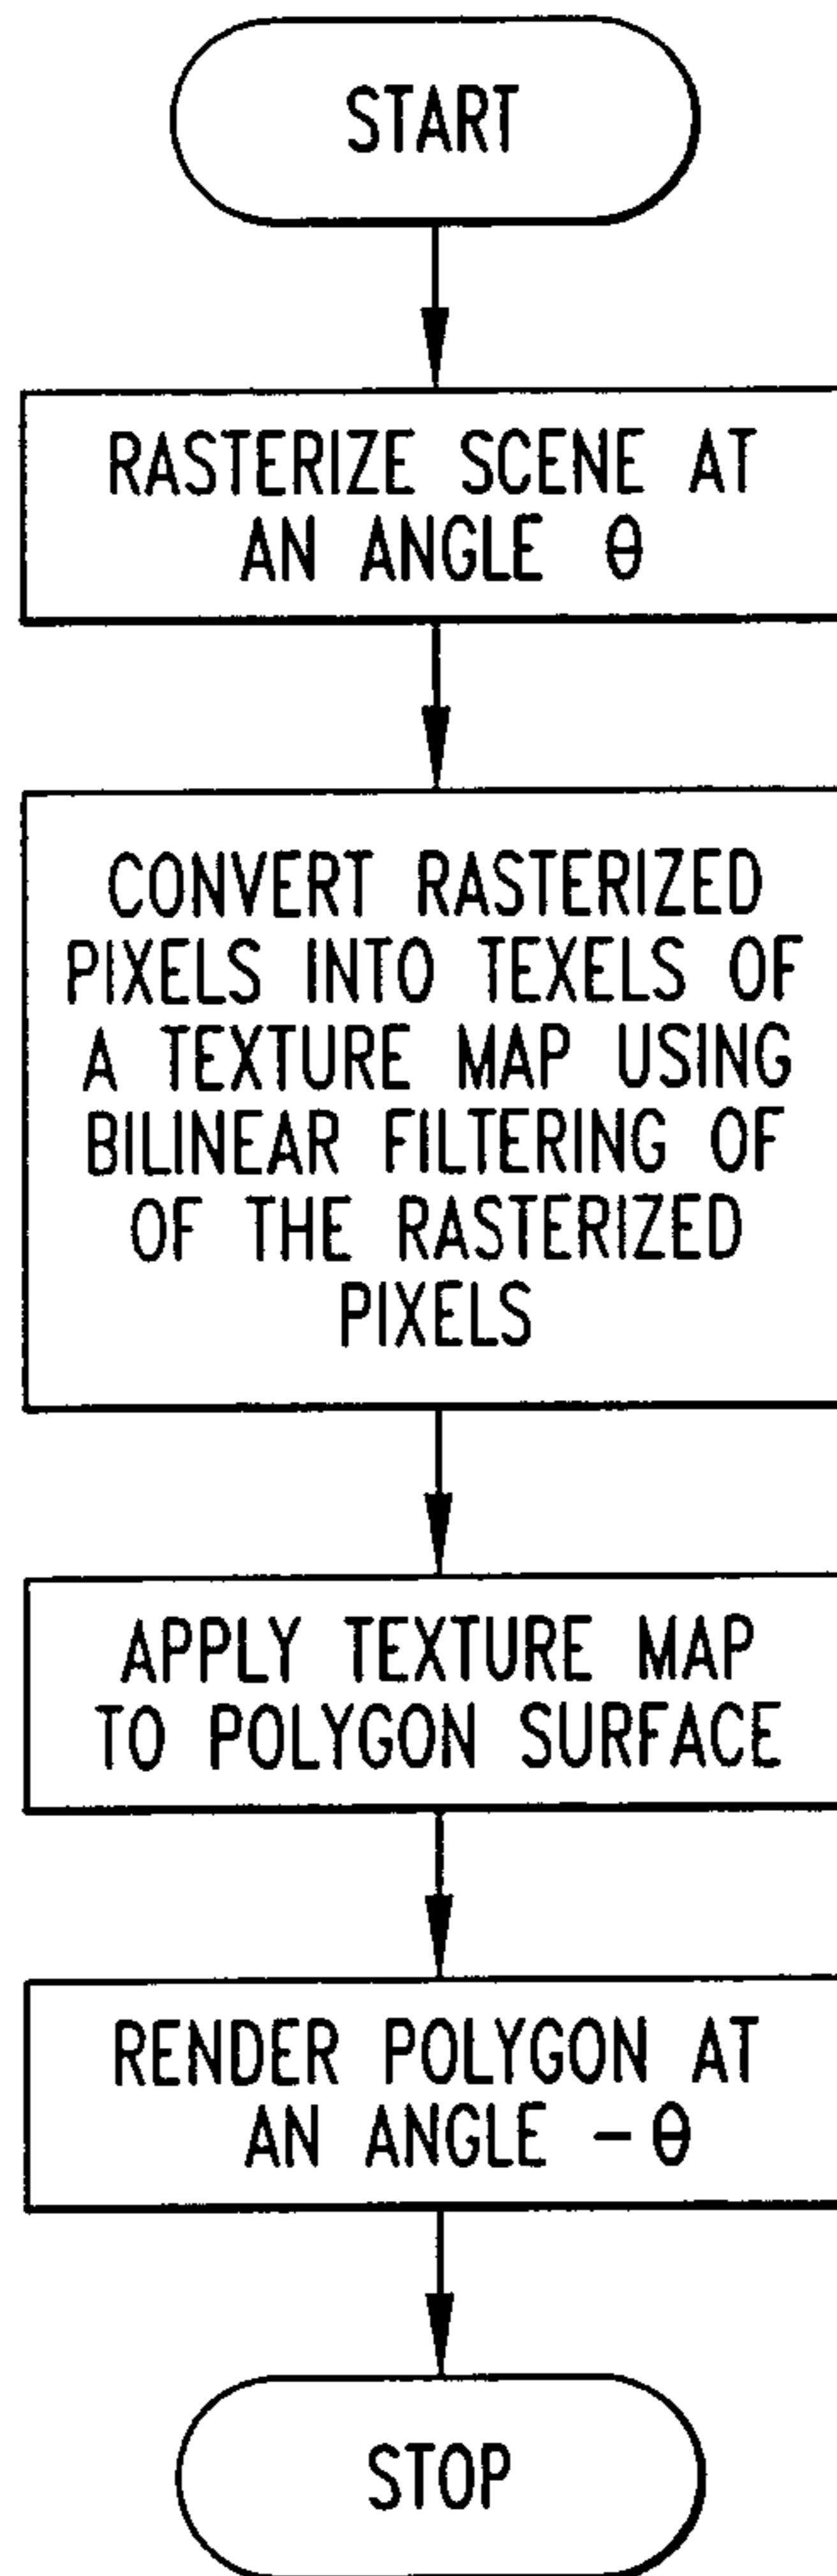 START
RASTERIZE SCENE AT
AN ANGLE θ
CONVERT RASTERIZED
PIXELS INTO TEXELS OF
A TEXTURE MAP USING
BILINEAR FILTERING OF
OF THE RASTERIZED
PIXELS
APPLY TEXTURE MAP
TO POLYGON SURFACE
RENDER POLYGON AT
AN ANGLE -θ
STOP